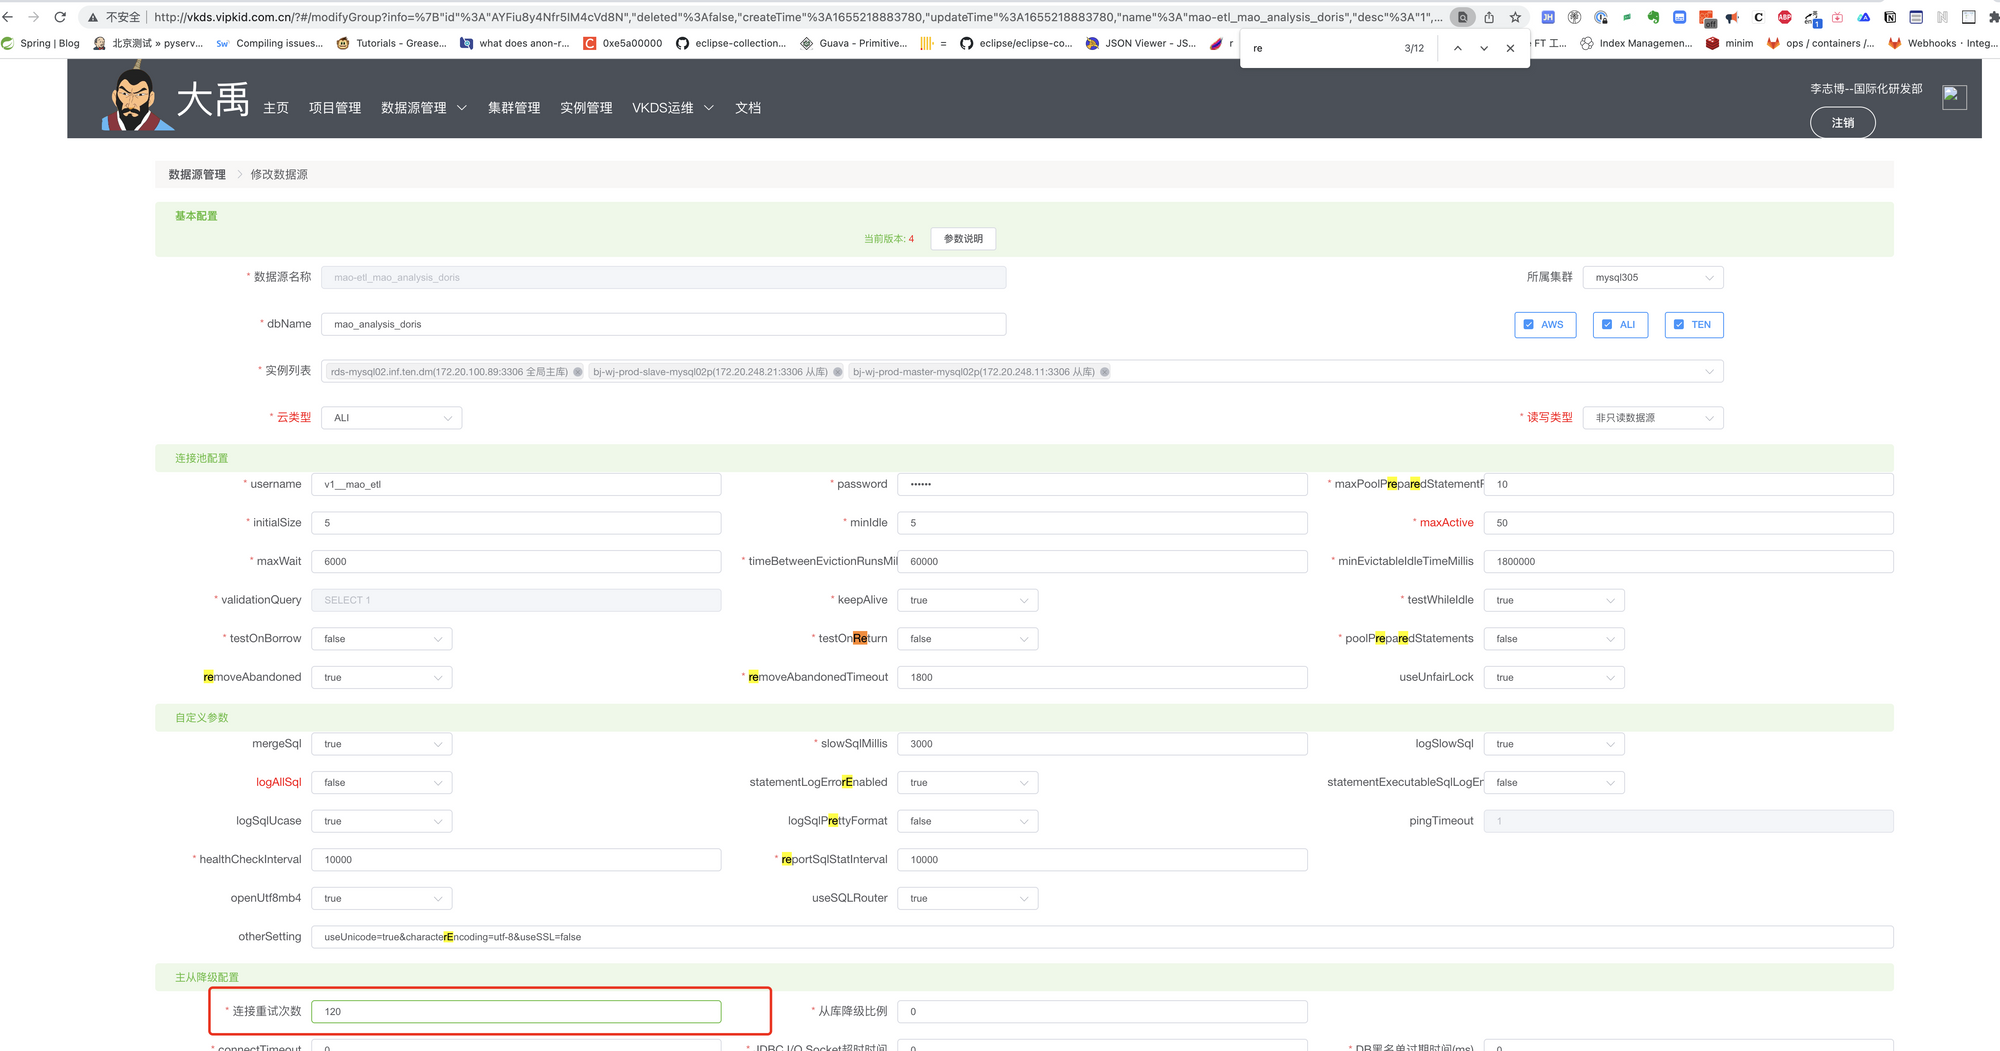 不安全 http://vkds.vipkid.com.cn/?#/modifyGroup?info=%7B"id"%3A"AYFiu8y4Nfr5IM4cVd8N","deleted"%3Afalse,"createTime"%3A1655218883780,"updateTime"%3A1655218883780,"name"%3A"mao-etl_mao_analysis_doris","desc"%3A"1",...
Spring | Blog 北京测试 » pyserv... Compiling issues... Tutorials - Grease... what does anon-r... 0xe5a00000 eclipse-collection... Guava - Primitive... = eclipse/eclipse-co... JSON Viewer - JS... r FT 工... Index Managemen... minim ops / containers /... Webhooks · Integ...
re 3/12
大禹 主页 项目管理 数据源管理 集群管理 实例管理 VKDS运维 文档
李志博--国际化研发部
注销
数据源管理 > 修改数据源
基本配置
当前版本: 4 参数说明
* 数据源名称 mao-etl_mao_analysis_doris 所属集群 mysql305
* dbName mao_analysis_doris AWS ALI TEN
* 实例列表 rds-mysql02.inf.ten.dm(172.20.100.89:3306 全局主库) bj-wj-prod-slave-mysql02p(172.20.248.21:3306 从库) bj-wj-prod-master-mysql02p(172.20.248.11:3306 从库)
* 云类型 ALI * 读写类型 非只读数据源
连接池配置
* username v1__mao_etl * password •••••• * maxPoolPreparedStatementP 10
* initialSize 5 * minIdle 5 * maxActive 50
* maxWait 6000 * timeBetweenEvictionRunsMil 60000 * minEvictableIdleTimeMillis 1800000
* validationQuery SELECT 1 * keepAlive true * testWhileIdle true
* testOnBorrow false * testOnReturn false * poolPreparedStatements false
removeAbandoned true * removeAbandonedTimeout 1800 useUnfairLock true
自定义参数
mergeSql true * slowSqlMillis 3000 logSlowSql true
logAllSql false statementLogErrorEnabled true statementExecutableSqlLogEr false
logSqlUcase true logSqlPrettyFormat false pingTimeout 1
* healthCheckInterval 10000 * reportSqlStatInterval 10000
openUtf8mb4 true useSQLRouter true
otherSetting useUnicode=true&characterEncoding=utf-8&useSSL=false
主从降级配置
* 连接重试次数 120 * 从库降级比例 0
* connectTimeout 0 * JDBC I/O Socket超时时间 0 * DB黑名单过期时间(ms) 0